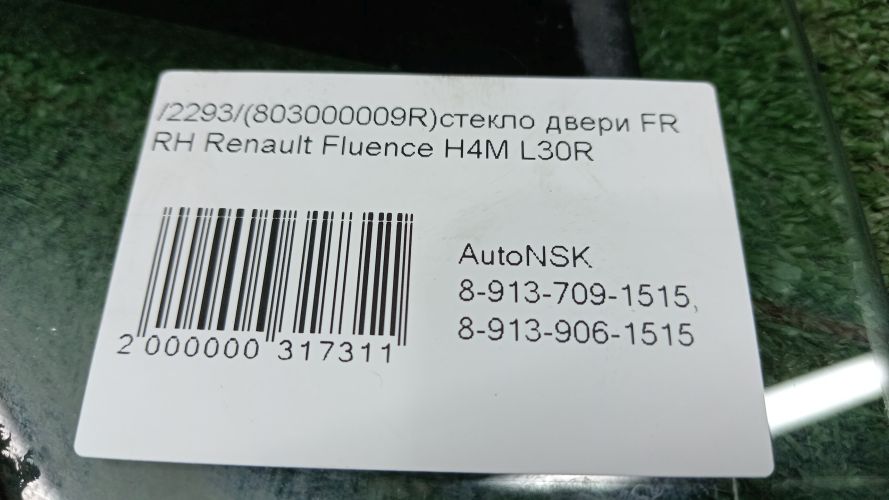 /2293/(803000009R)стекло двери FR
RH Renault Fluence H4M L30R
AutoNSK
8-913-709-1515,
8-913-906-1515
2 000000 317311